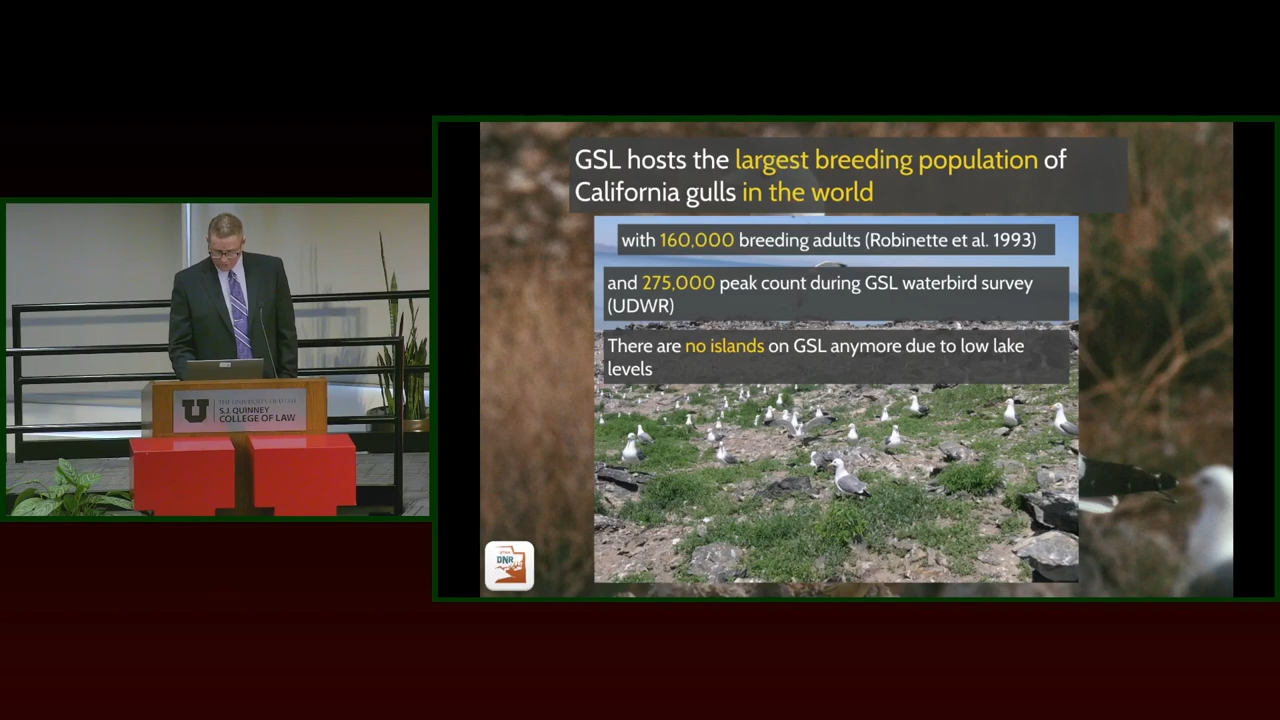 GSL hosts the largest breeding population of
California gulls in the world
with 160,000 breeding adults (Robinette et al. 1993)
and 275,000 peak count during GSL waterbird survey
(UDWR)
There are no islands on GSL anymore due to low lake
levels
U
THE UNIVERSITY OF UTAH
S.J. QUINNEY
COLLEGE OF LAW
UTAH
DNR